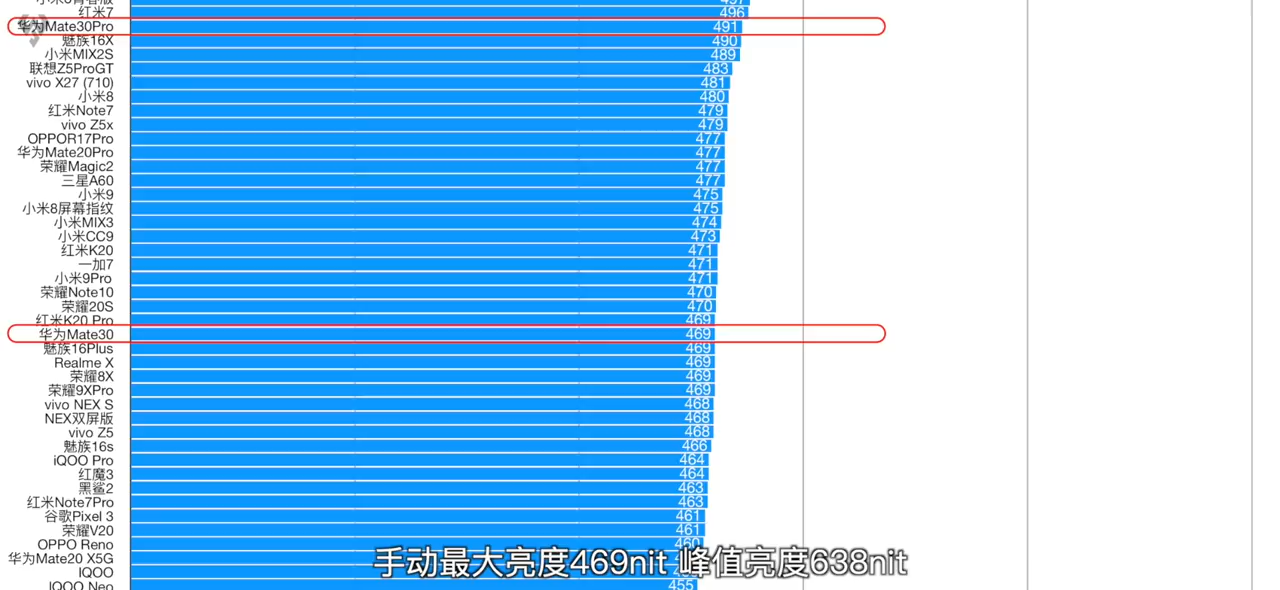 红米7 496
华为Mate30Pro 491
魅族16X 490
小米MIX2S 489
联想Z5ProGT 483
vivo X27 (710) 481
小米8 480
红米Note7 479
vivo Z5x 479
OPPOR17Pro 477
华为Mate20Pro 477
荣耀Magic2 477
三星A60 477
小米9 475
小米8屏幕指纹 475
小米MIX3 474
小米CC9 473
红米K20 471
一加7 471
小米9Pro 471
荣耀Note10 470
荣耀20S 470
红米K20 Pro 469
华为Mate30 469
魅族16Plus 469
Realme X 469
荣耀8X 469
荣耀9XPro 469
vivo NEX S 468
NEX双屏版 468
vivo Z5 468
魅族16s 466
iQOO Pro 464
红魔3 464
黑鲨2 463
红米Note7Pro 463
谷歌Pixel 3 461
荣耀V20 461
OPPO Reno 460
华为Mate20 X5G
IQOO
IQOO Neo 455
手动最大亮度469nit 峰值亮度638nit